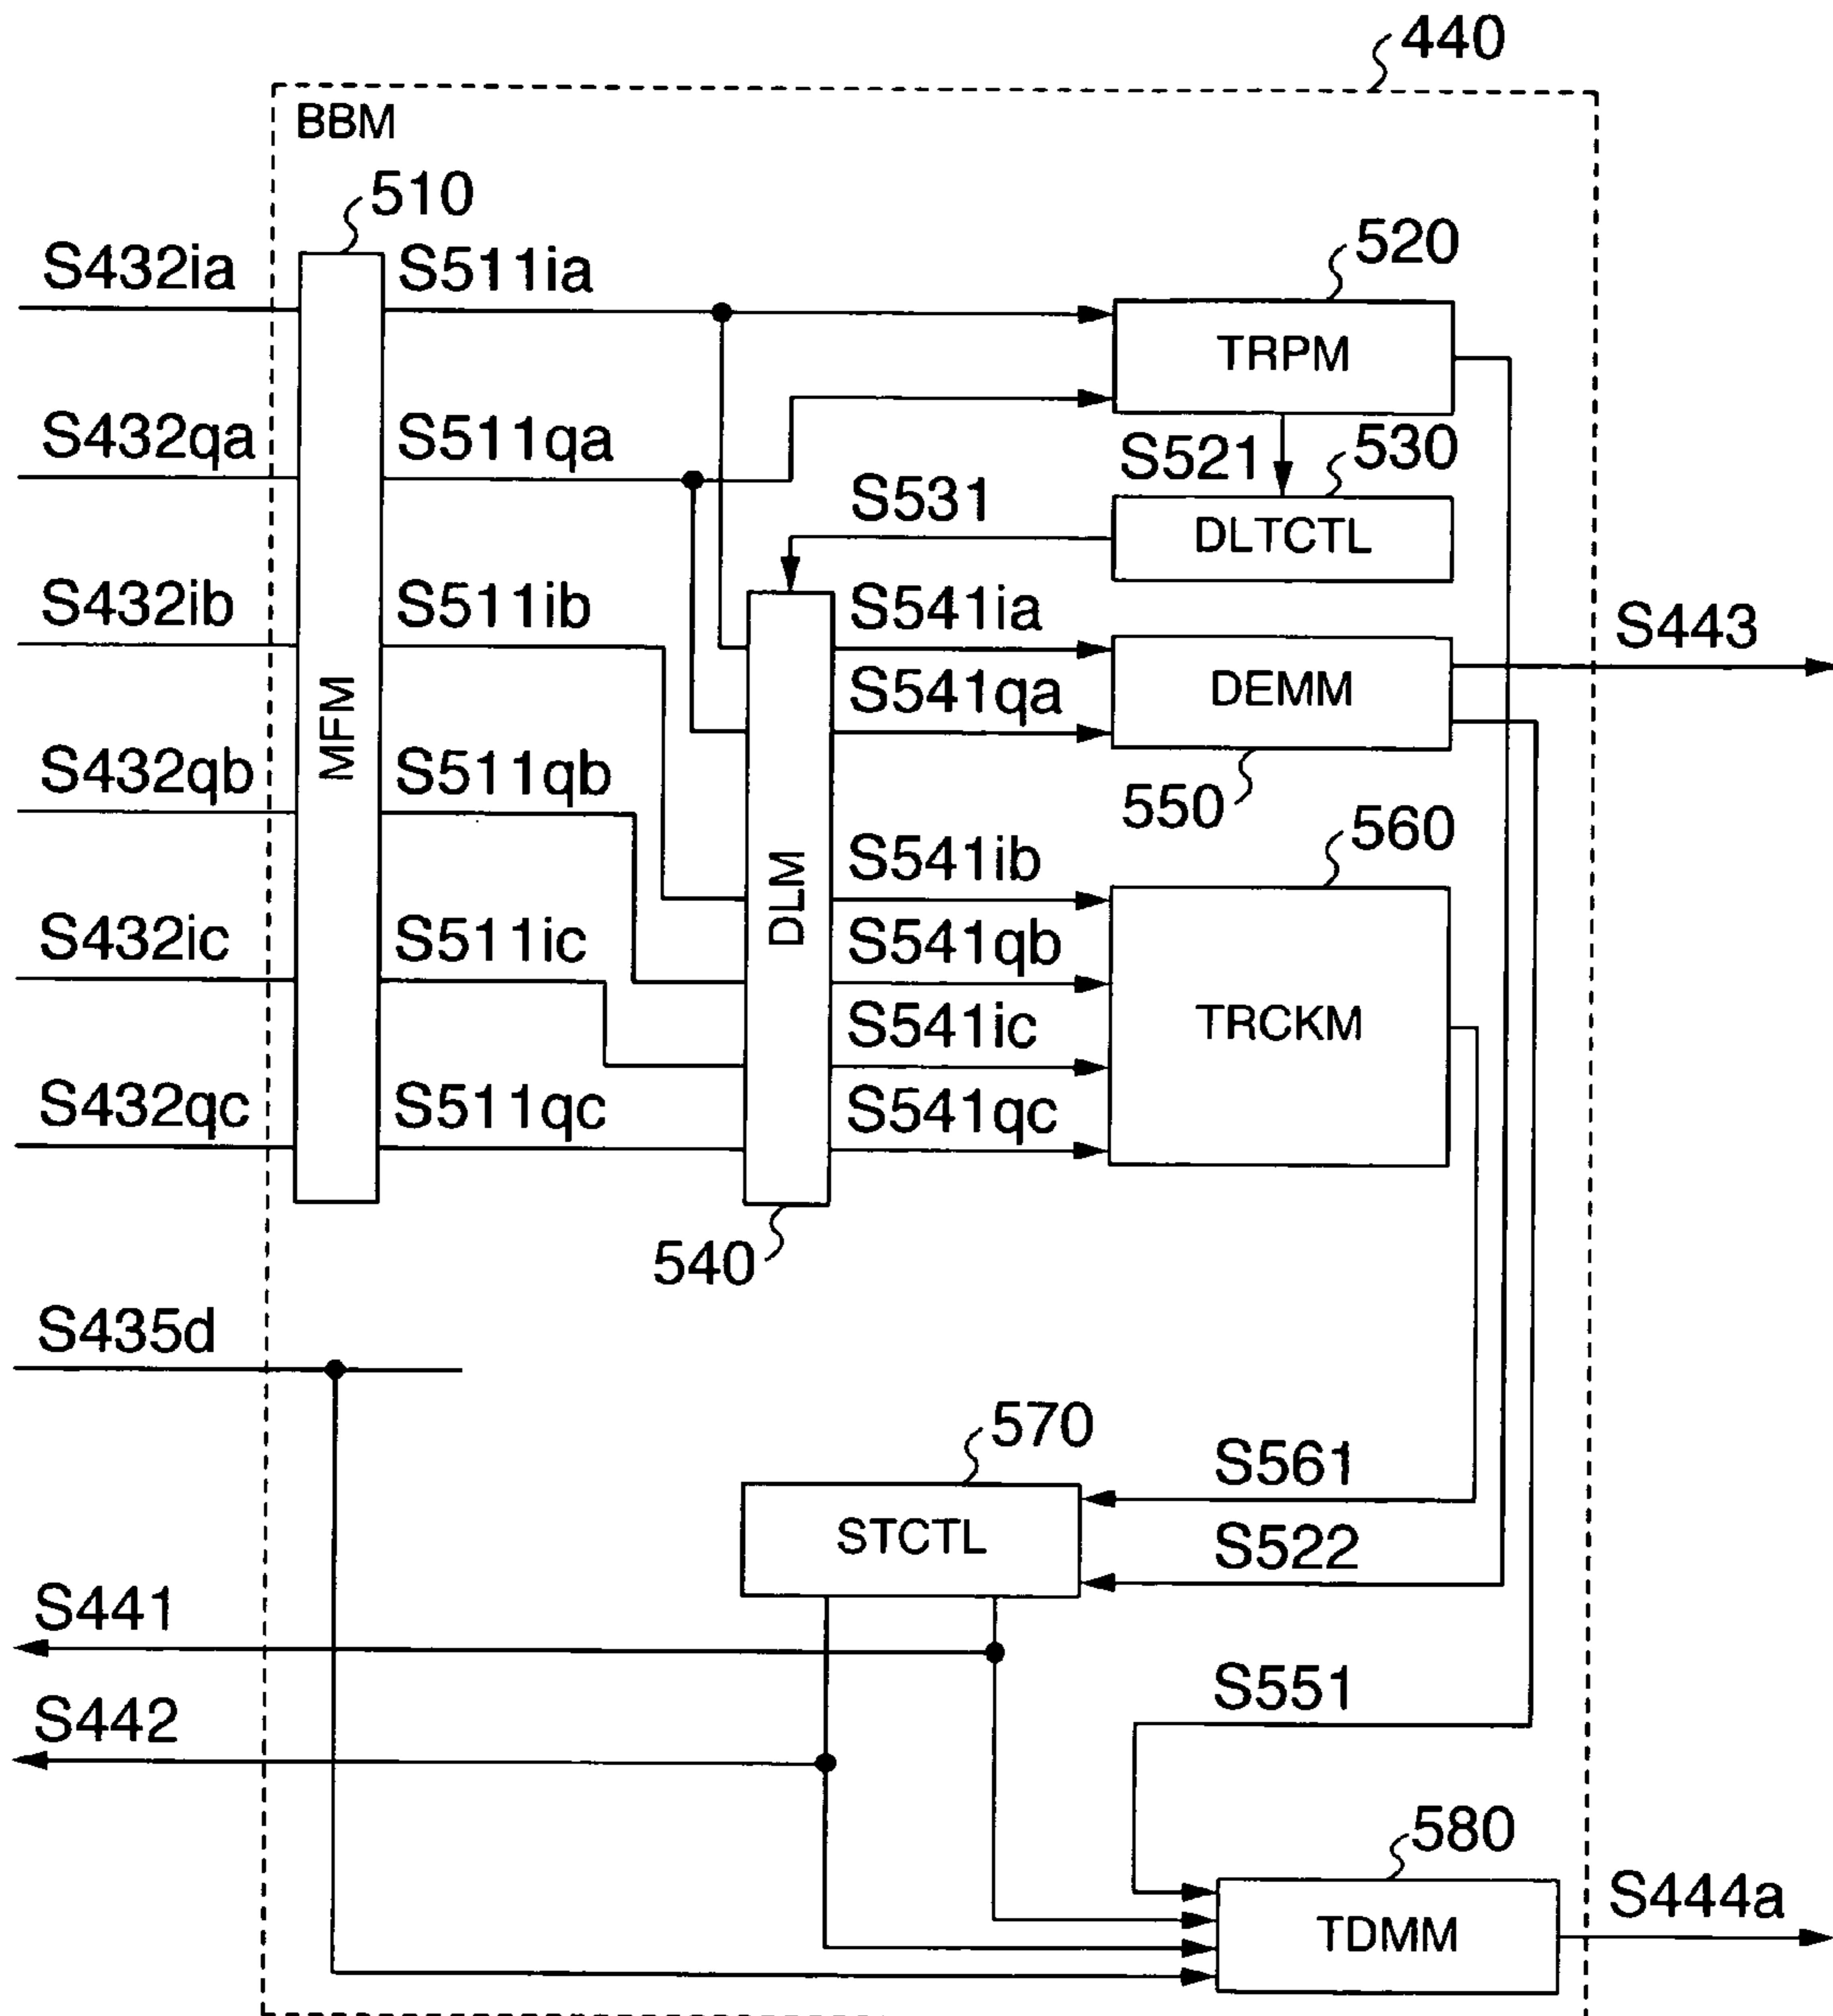 440
BBM
510
S432ia
S511ia
520
TRPM
S432qa
S511qa
S521
530
S531
DLTCTL
S432ib
S511ib
S541ia
S443
MFM
S541qa
DEMM
S432qb
S511qb
550
560
DLM
S541ib
S432ic
S511ic
S541qb
TRCKM
S541ic
S432qc
S511qc
S541qc
540
S435d
570
S561
STCTL
S522
S441
S551
S442
580
S444a
TDMM